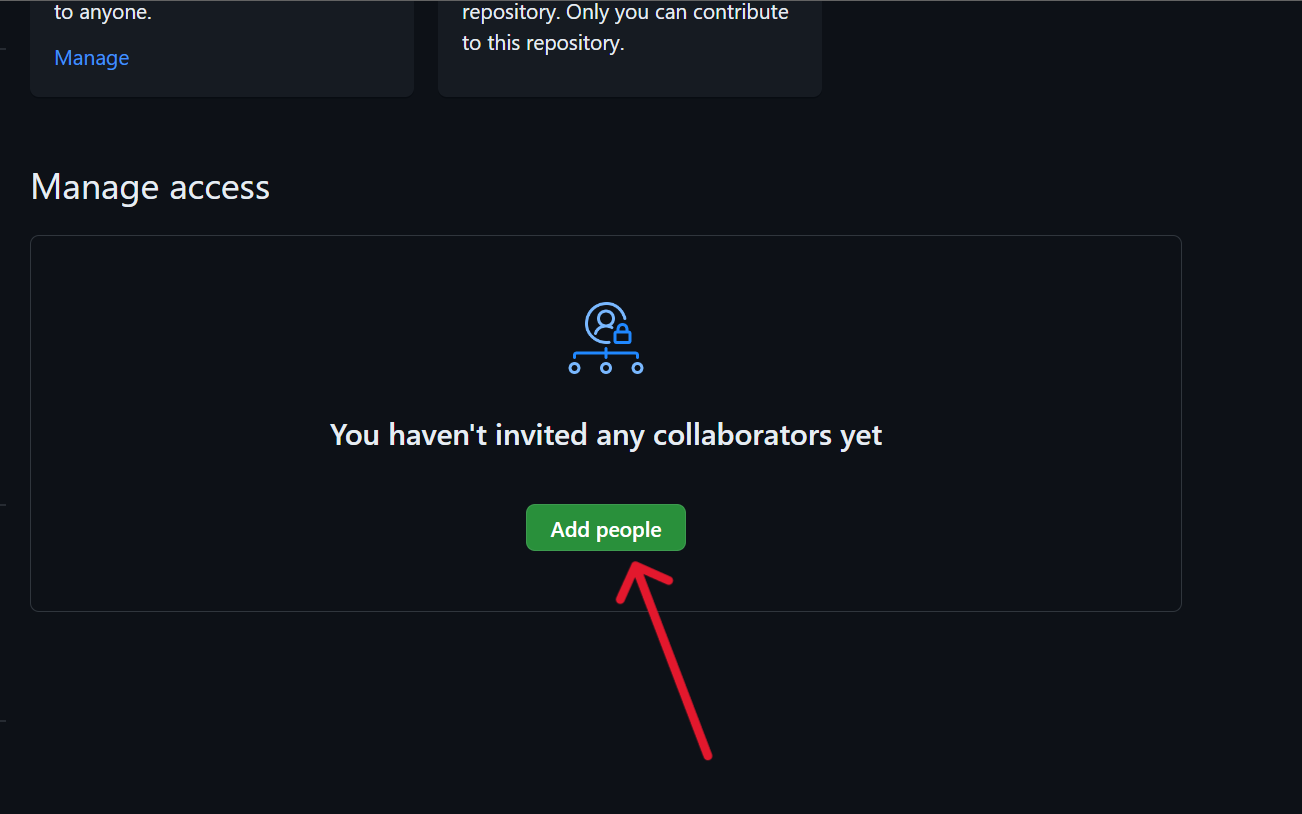 to anyone.
Manage
repository. Only you can contribute
to this repository.
Manage access
You haven't invited any collaborators yet
Add people